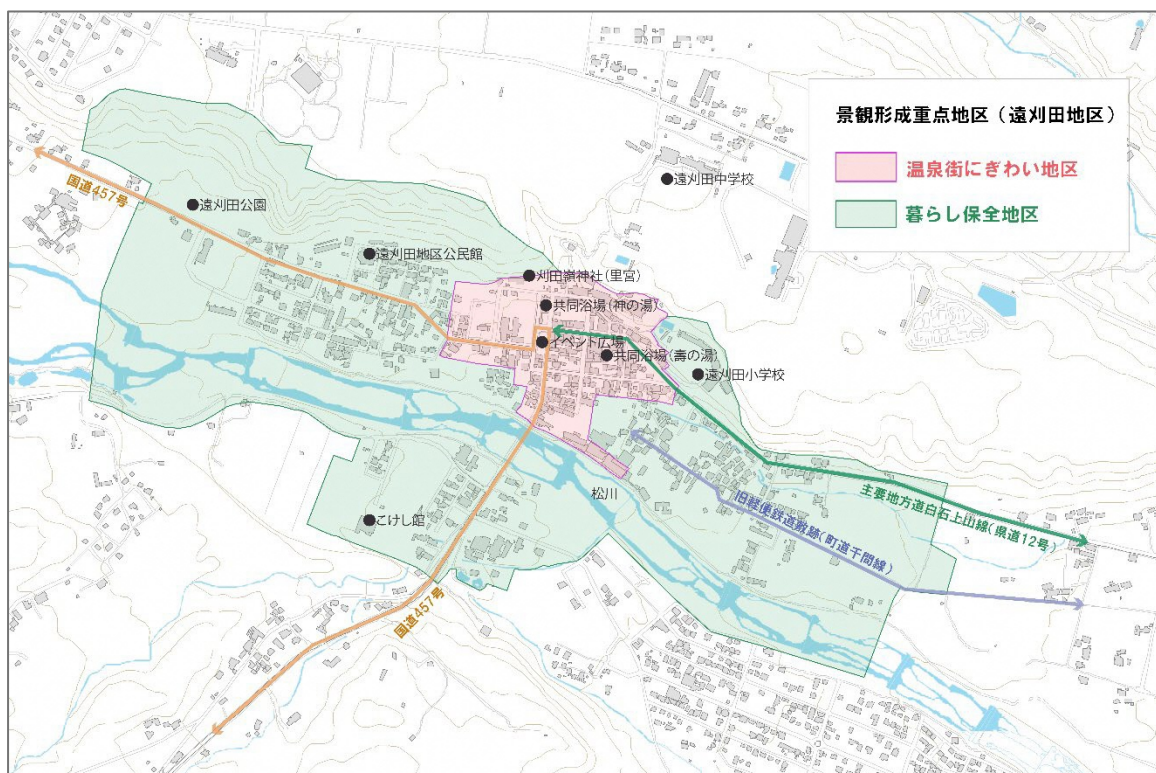 景観形成重点地区（遠刈田地区）
温泉街にぎわい地区
暮らし保全地区
国道457号
●遠刈田公園
●遠刈田地区公民館
●遠刈田中学校
●刈田嶺神社(里宮)
●共同浴場(神の湯)
●イベント広場
●共同浴場(壽の湯)
●遠刈田小学校
松川
●こけし館
主要地方道白石上山線(県道12号)
旧軽便鉄道敷跡(町道千間線)
国道457号